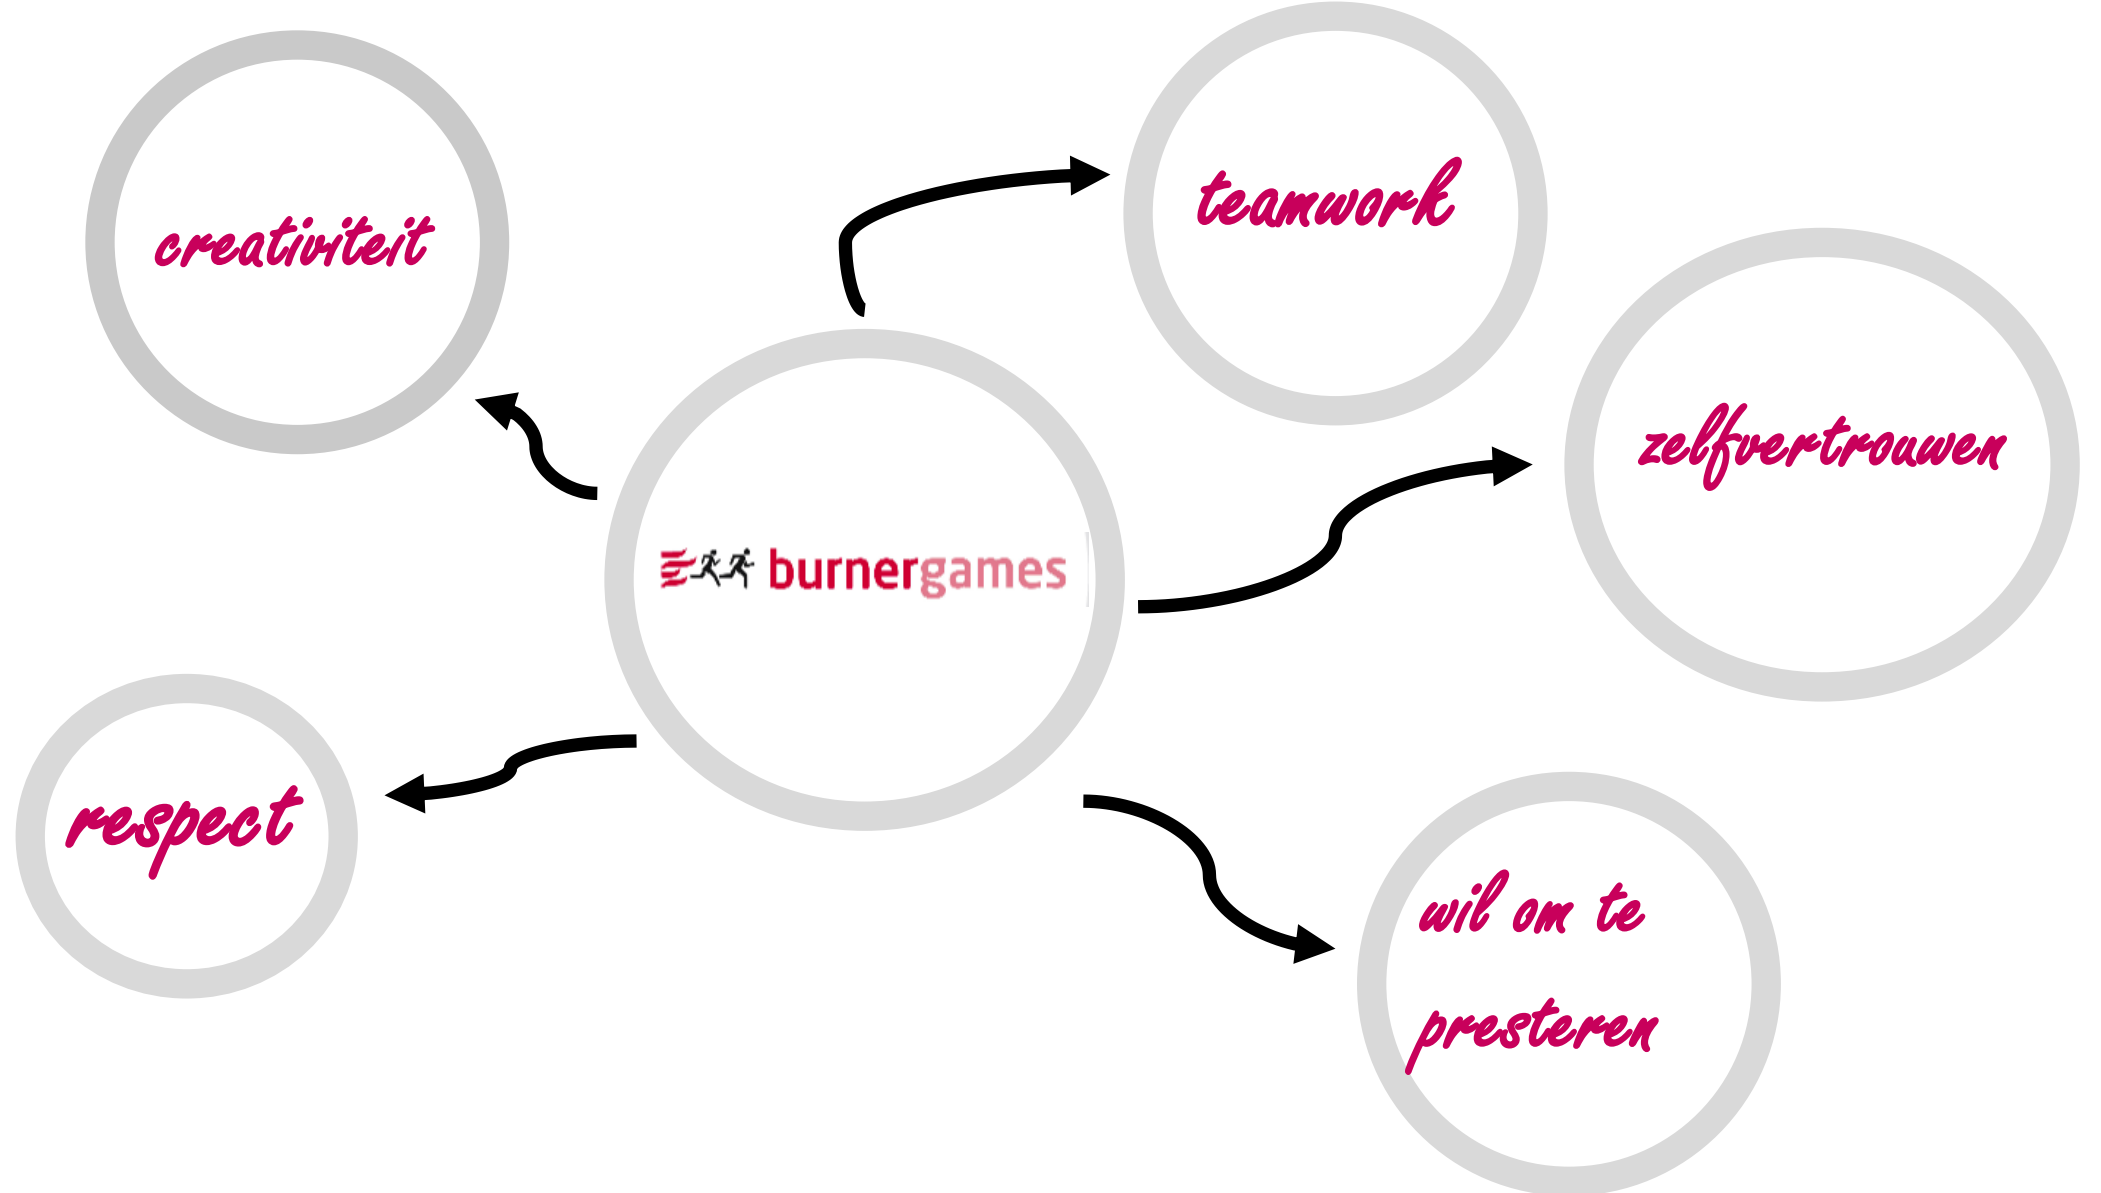 teamwork
creativiteit
zelfvertrouwen
burnergames
respect
wil om te
presteren